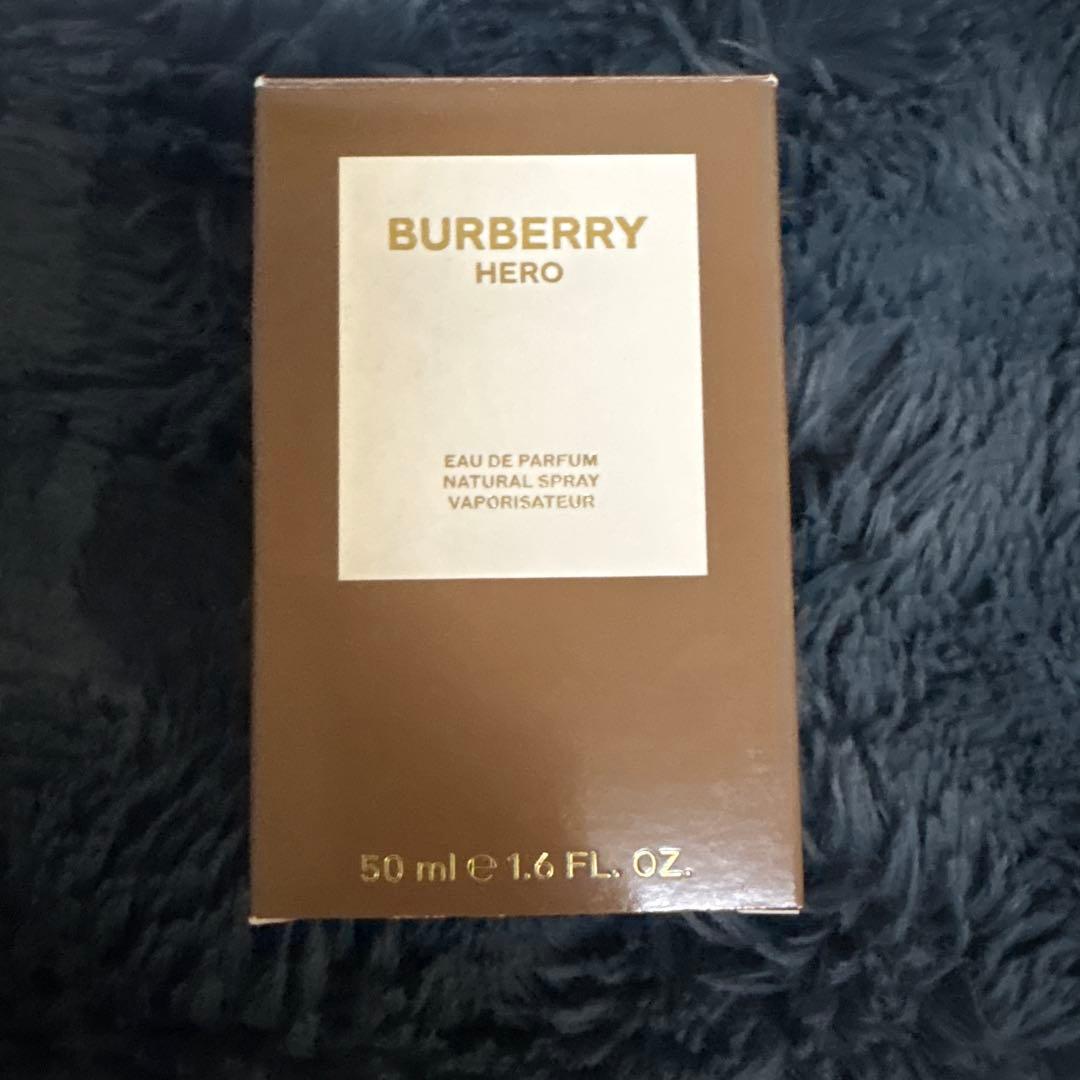 BURBERRY
HERO
EAU DE PARFUM
NATURAL SPRAY
VAPORISATEUR
50 ml ℮ 1.6 FL. OZ.